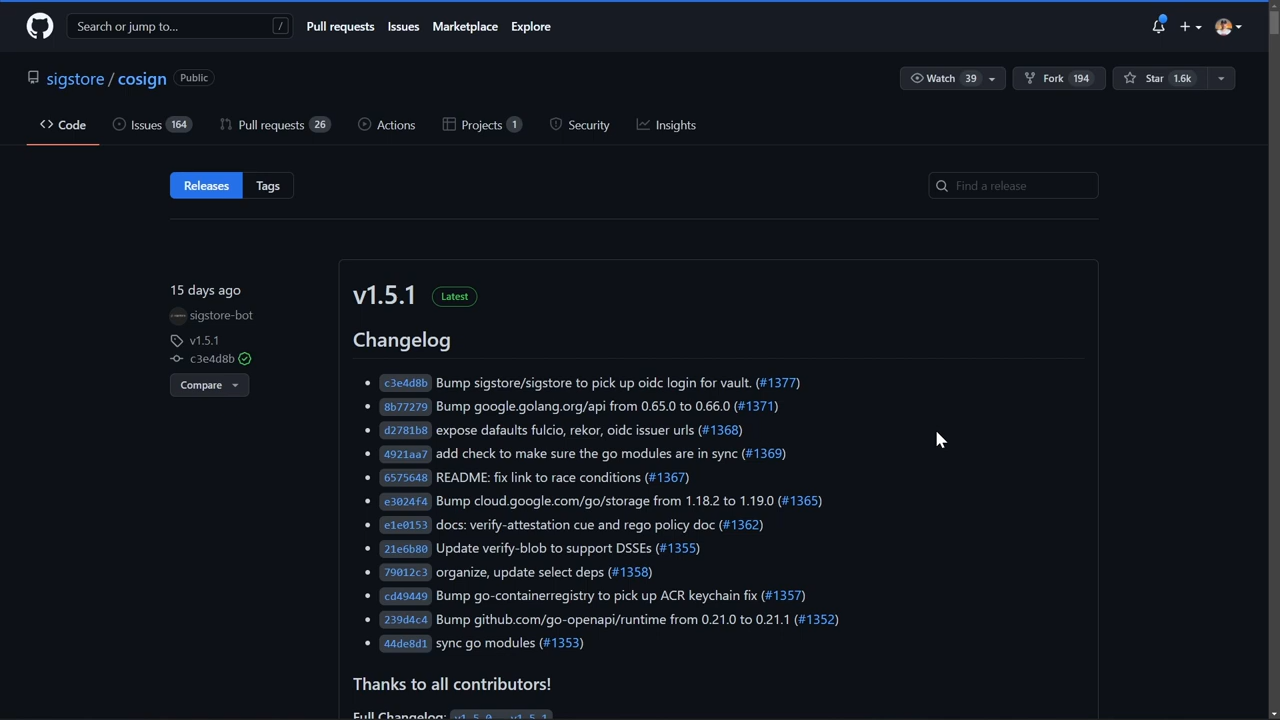 Search or jump to... /
Pull requests Issues Marketplace Explore
sigstore / cosign Public
Watch 39 Fork 194 Star 1.6k
Code Issues 164 Pull requests 26 Actions Projects 1 Security Insights
Releases Tags Find a release
15 days ago
sigstore-bot
v1.5.1
c3e4d8b
Compare
v1.5.1 Latest
Changelog
c3e4d8b Bump sigstore/sigstore to pick up oidc login for vault. (#1377)
8b77279 Bump google.golang.org/api from 0.65.0 to 0.66.0 (#1371)
d2781b8 expose dafaults fulcio, rekor, oidc issuer urls (#1368)
4921aa7 add check to make sure the go modules are in sync (#1369)
6575648 README: fix link to race conditions (#1367)
e3024f4 Bump cloud.google.com/go/storage from 1.18.2 to 1.19.0 (#1365)
e1e0153 docs: verify-attestation cue and rego policy doc (#1362)
21e6b80 Update verify-blob to support DSSEs (#1355)
79012c3 organize, update select deps (#1358)
cd49449 Bump go-containerregistry to pick up ACR keychain fix (#1357)
239d4c4 Bump github.com/go-openapi/runtime from 0.21.0 to 0.21.1 (#1352)
44de8d1 sync go modules (#1353)
Thanks to all contributors!
Full Changelog: v1.5.0...v1.5.1